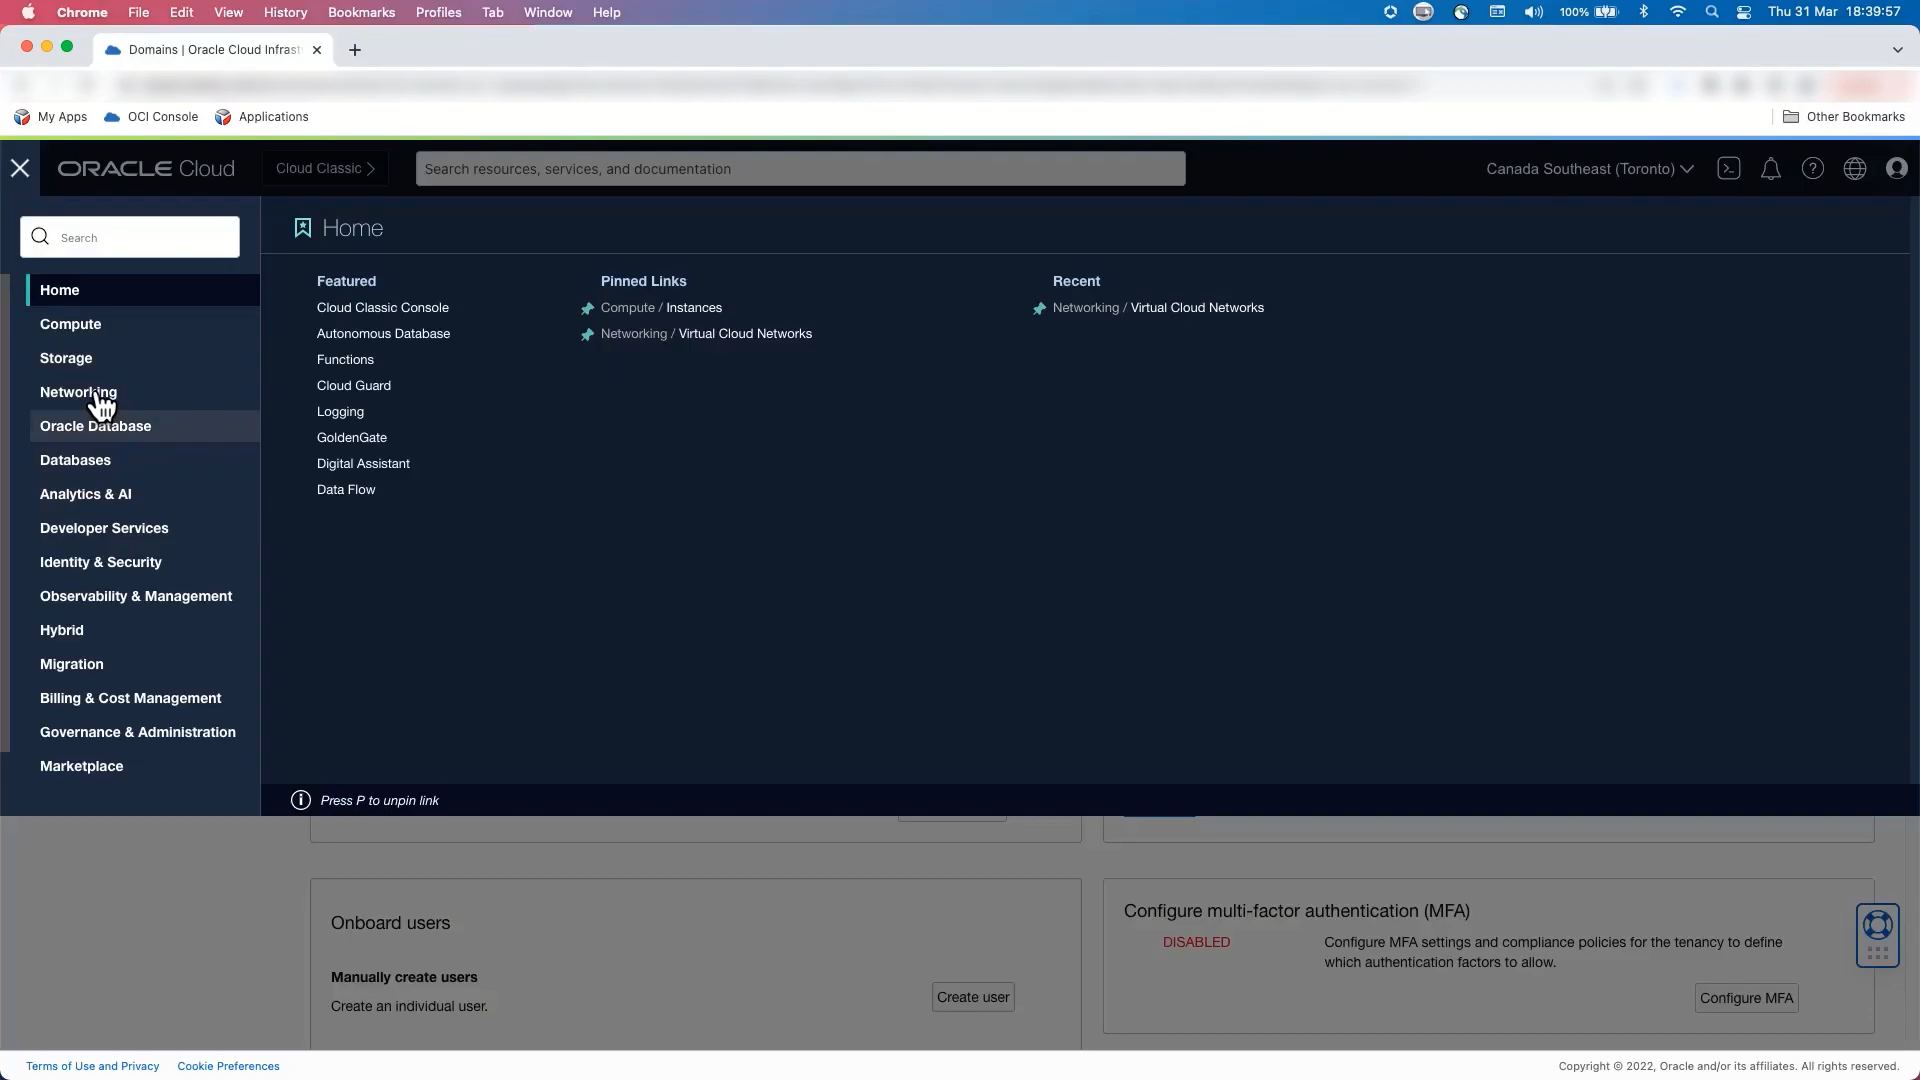 Chrome File Edit View History Bookmarks Profiles Tab Window Help 100% Thu 31 Mar 18:39:57
Domains | Oracle Cloud Infrast
My Apps OCI Console Applications Other Bookmarks
ORACLE Cloud Cloud Classic Search resources, services, and documentation Canada Southeast (Toronto)
Search
Home
Compute
Storage
Networking
Oracle Database
Databases
Analytics & AI
Developer Services
Identity & Security
Observability & Management
Hybrid
Migration
Billing & Cost Management
Governance & Administration
Marketplace
Home
Featured
Cloud Classic Console
Autonomous Database
Functions
Cloud Guard
Logging
GoldenGate
Digital Assistant
Data Flow
Pinned Links
Compute / Instances
Networking / Virtual Cloud Networks
Recent
Networking / Virtual Cloud Networks
Press P to unpin link
Onboard users
Manually create users
Create an individual user.
Create user
Configure multi-factor authentication (MFA)
DISABLED
Configure MFA settings and compliance policies for the tenancy to define
which authentication factors to allow.
Configure MFA
Terms of Use and Privacy Cookie Preferences Copyright © 2022, Oracle and/or its affiliates. All rights reserved.